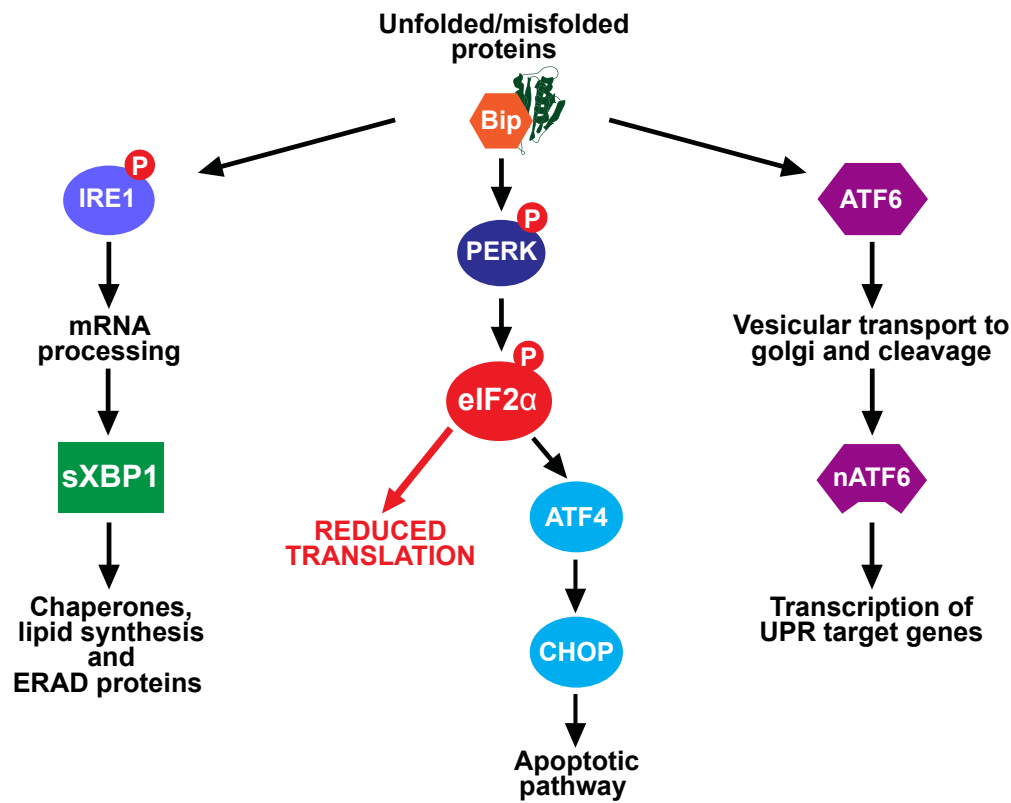 Unfolded/misfolded
proteins
Bip
P
IRE1
mRNA
processing
sXBP1
Chaperones,
lipid synthesis
and
ERAD proteins
P
PERK
P
eIF2α
REDUCED
TRANSLATION
ATF4
CHOP
Apoptotic
pathway
ATF6
Vesicular transport to
golgi and cleavage
nATF6
Transcription of
UPR target genes